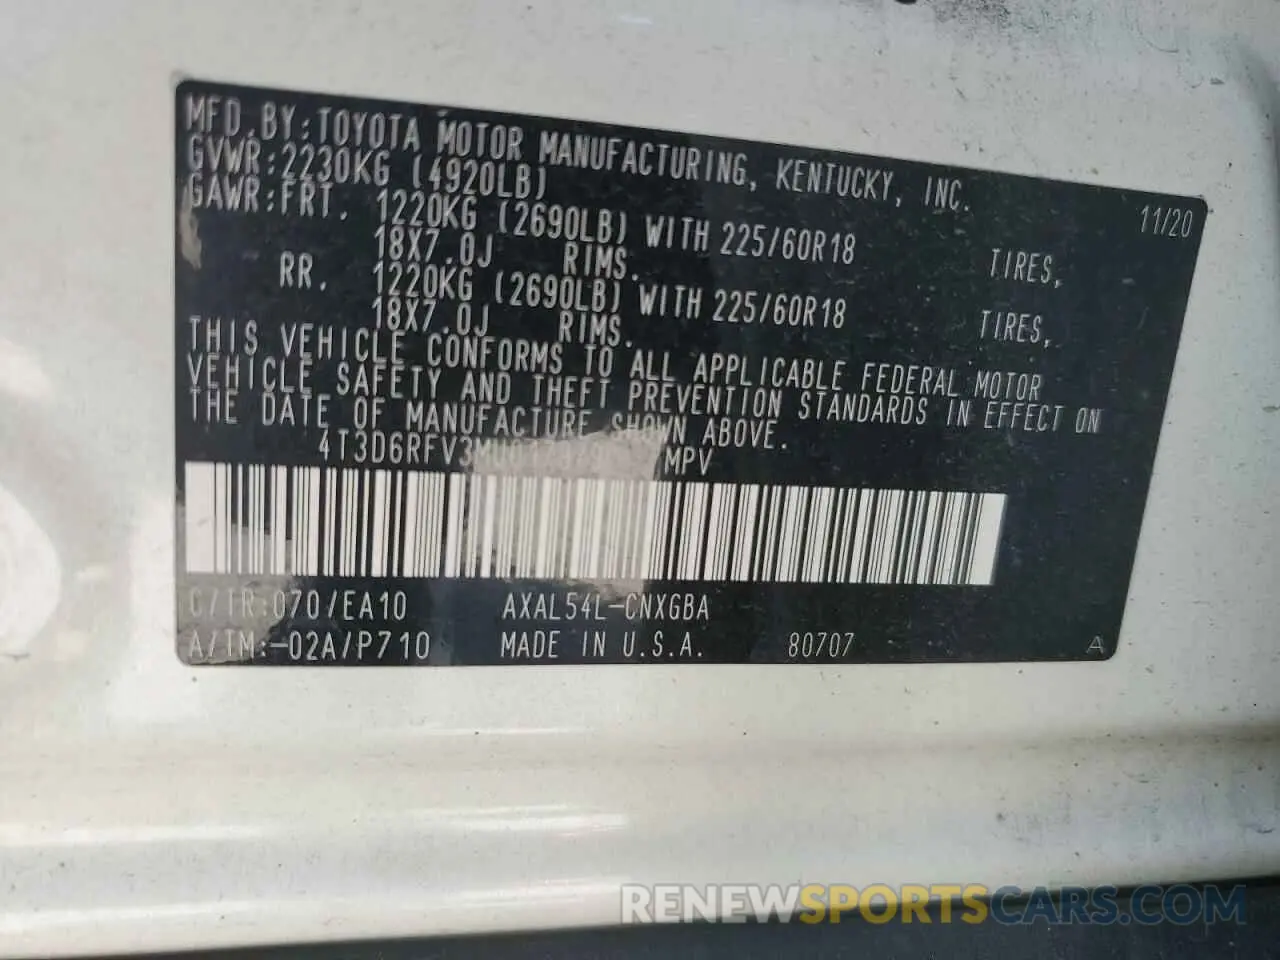 MFD.BY:TOYOTA MOTOR MANUFACTURING, KENTUCKY, INC. 11/20
GVWR:2230KG (4920LB)
GAWR:FRT. 1220KG (2690LB) WITH 225/60R18 TIRES,
18X7.0J RIMS.
RR. 1220KG (2690LB) WITH 225/60R18 TIRES,
18X7.0J RIMS.
THIS VEHICLE CONFORMS TO ALL APPLICABLE FEDERAL MOTOR
VEHICLE SAFETY AND THEFT PREVENTION STANDARDS IN EFFECT ON
THE DATE OF MANUFACTURE SHOWN ABOVE.
MPV
C/TR:070/EA10 AXAL54L-CNXGBA
A/TM:-02A/P710 MADE IN U.S.A. 80707 A
RENEWSPORTSCARS.COM